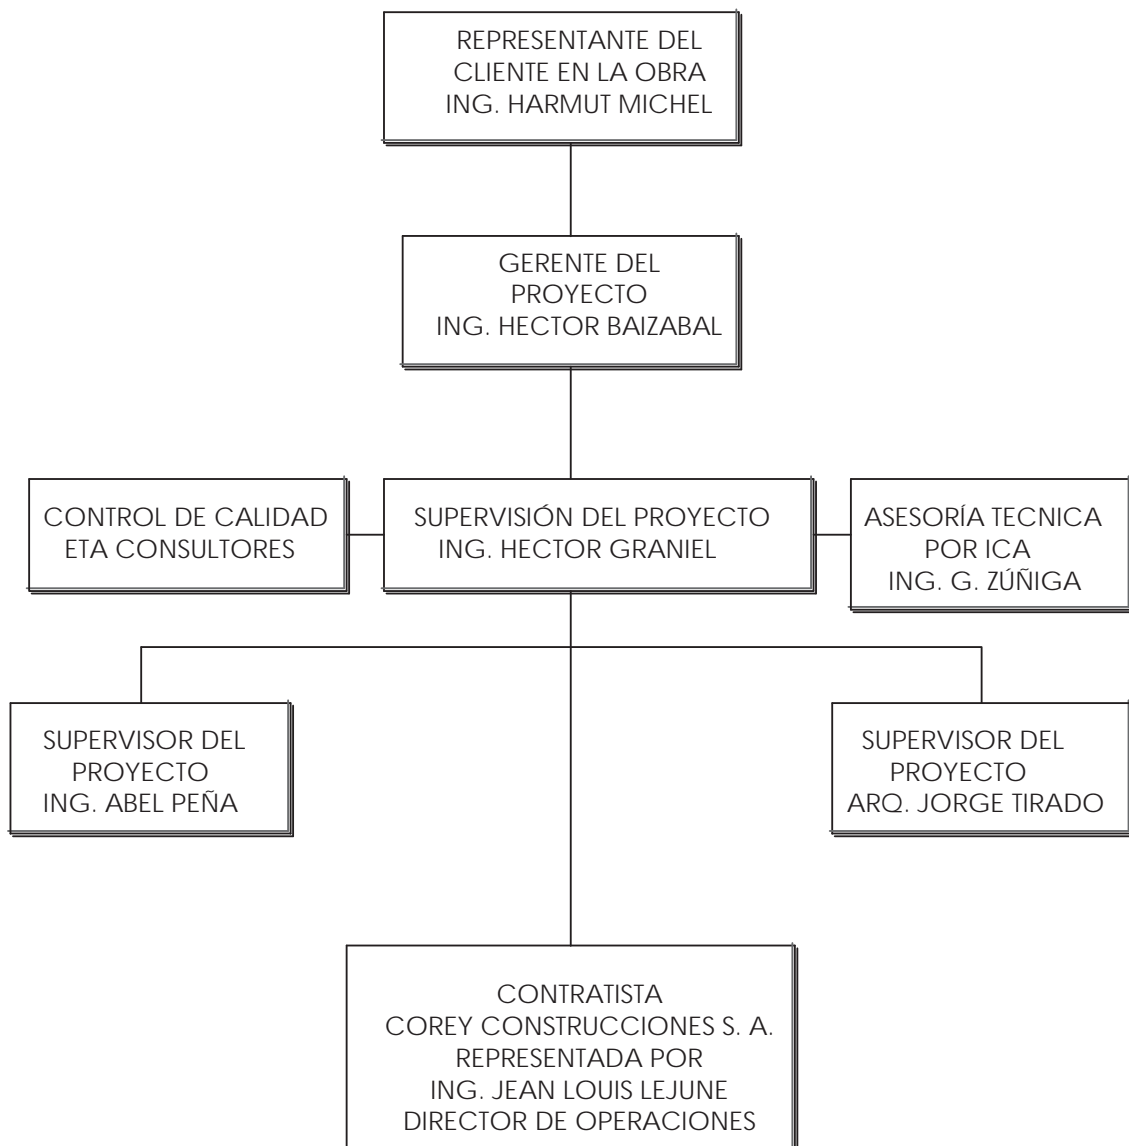 REPRESENTANTE DEL
CLIENTE EN LA OBRA
ING. HARMUT MICHEL
GERENTE DEL
PROYECTO
ING. HECTOR BAIZABAL
CONTROL DE CALIDAD
ETA CONSULTORES
SUPERVISIÓN DEL PROYECTO
ING. HECTOR GRANIEL
ASESORÍA TECNICA
POR ICA
ING. G. ZÚÑIGA
SUPERVISOR DEL
PROYECTO
ING. ABEL PEÑA
SUPERVISOR DEL
PROYECTO
ARQ. JORGE TIRADO
CONTRATISTA
COREY CONSTRUCCIONES S. A.
REPRESENTADA POR
ING. JEAN LOUIS LEJUNE
DIRECTOR DE OPERACIONES